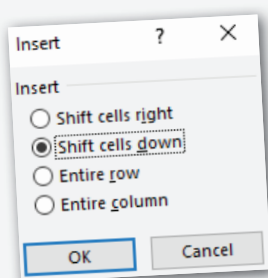 Insert ? ×
Insert
Shift cells right
Shift cells down
Entire row
Entire column
OK Cancel